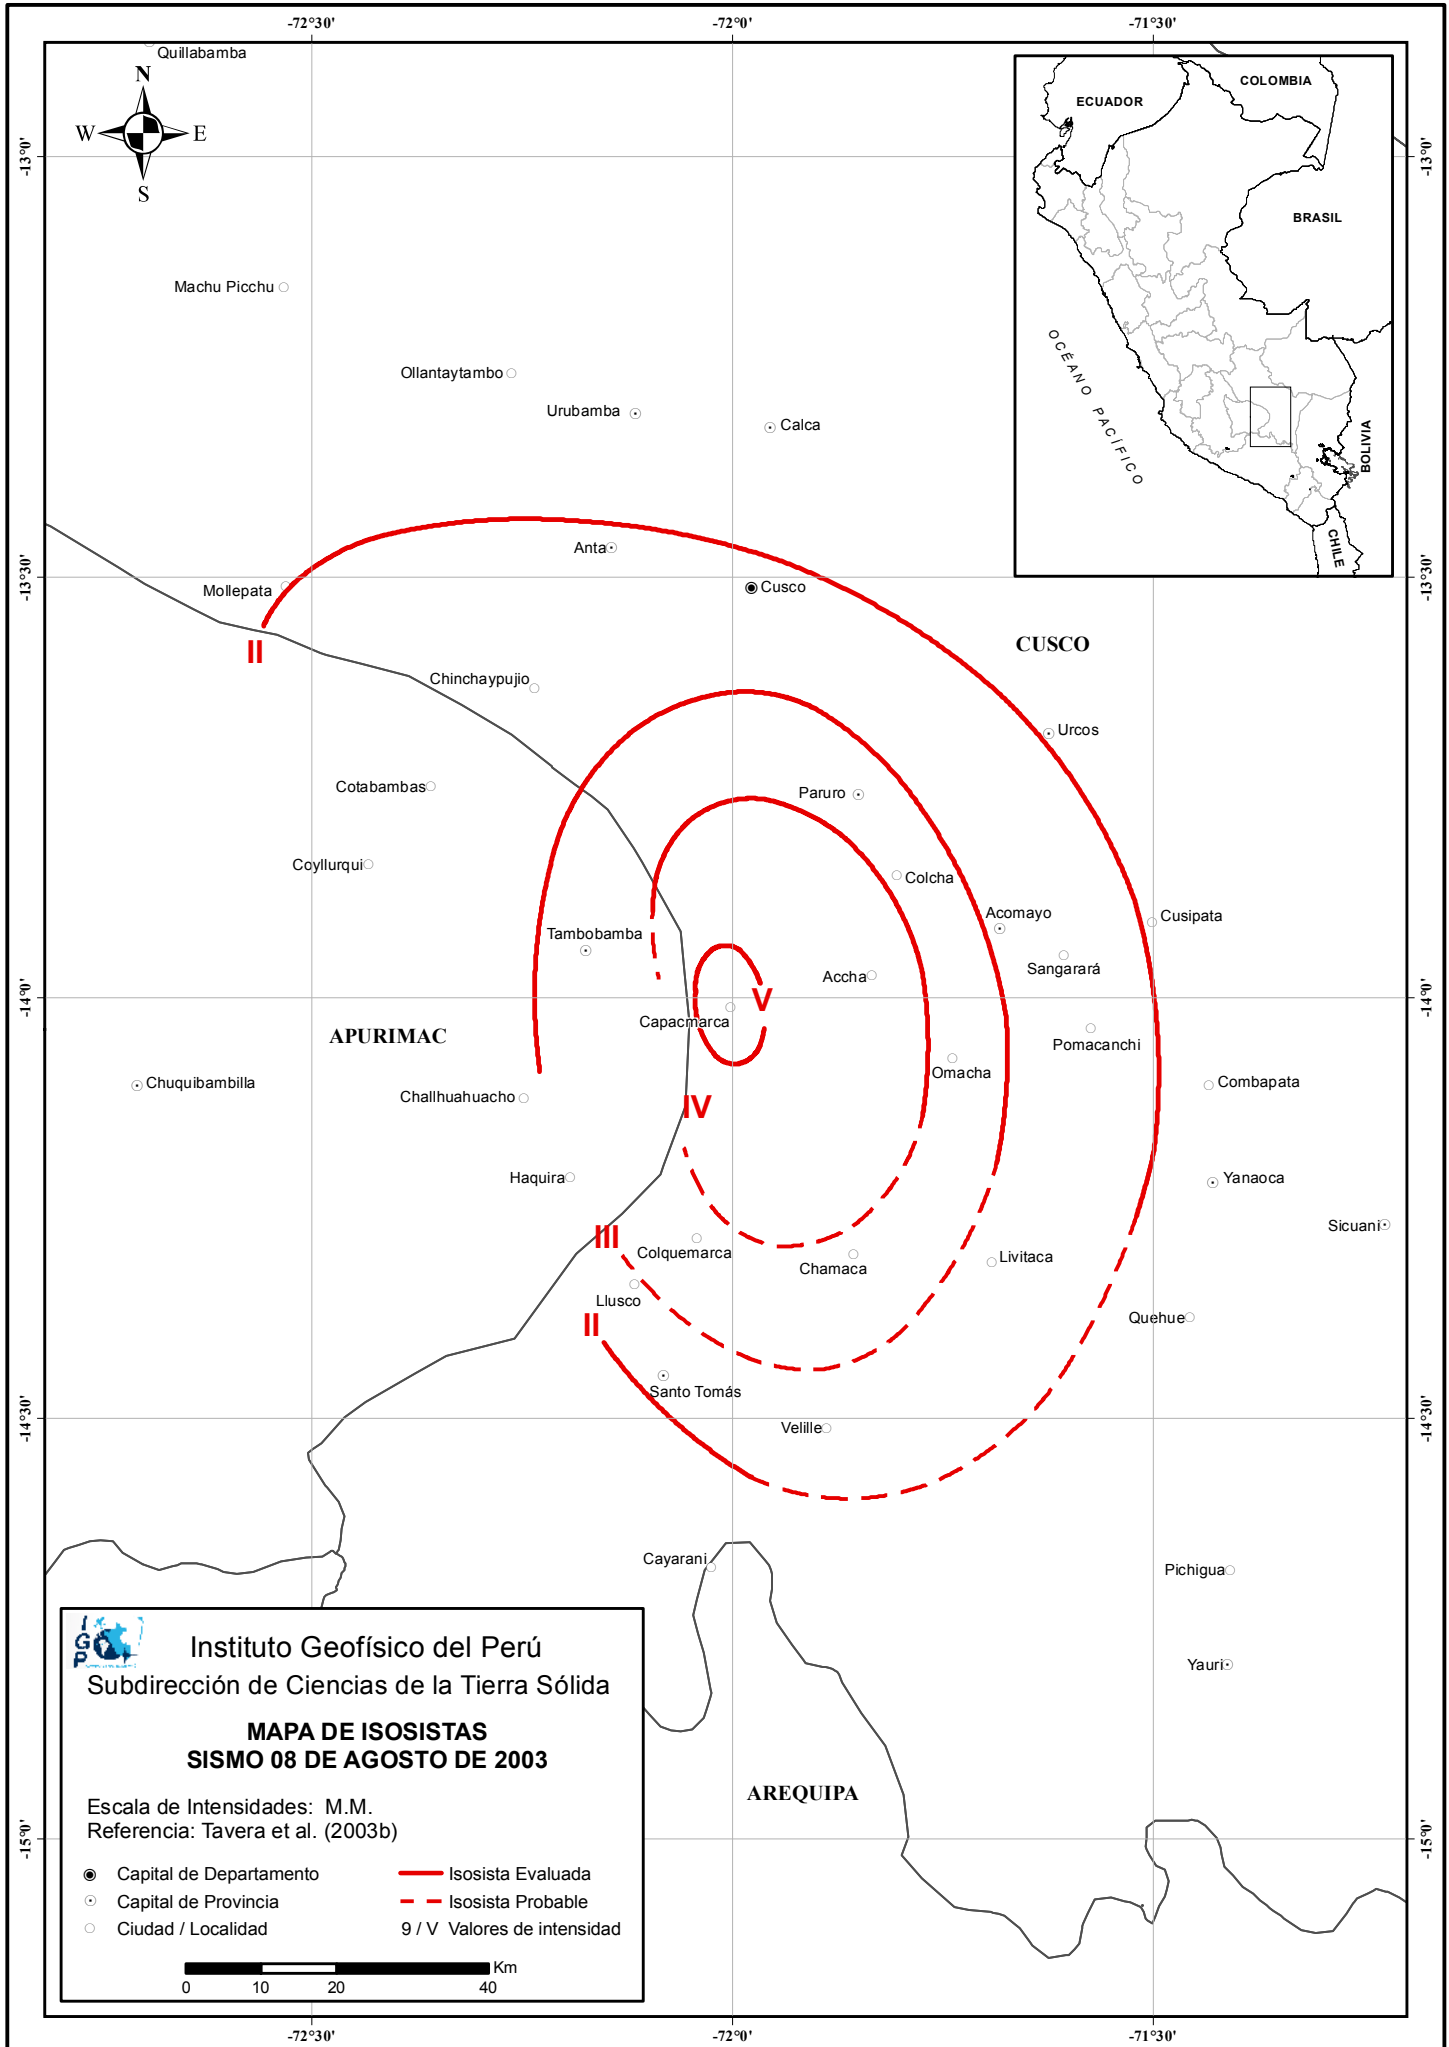 -72°30'
-72°0'
-71°30'
Quillabamba
N
W
E
S
-13°0'
-13°0'
ECUADOR
COLOMBIA
BRASIL
OCÉANO PACÍFICO
BOLIVIA
CHILE
Machu Picchu
Ollantaytambo
Urubamba
Calca
Anta
-13°30'
-13°30'
Mollepata
Cusco
II
CUSCO
Chinchaypujio
Urcos
Cotabambas
Paruro
Coyllurqui
Colcha
Acomayo
Cusipata
Tambobamba
Sangarará
Accha
-14°0'
V
-14°0'
Capacmarca
APURIMAC
Pomacanchi
Omacha
Chuquibambilla
Combapata
Challhuahuacho
IV
Haquira
Yanaoca
Sicuani
III
Colquemarca
Chamaca
Livitaca
Llusco
II
Quehue
Santo Tomás
-14°30'
Velille
-14°30'
Cayarani
Pichigua
Yauri
IGP
Instituto Geofísico del Perú
Subdirección de Ciencias de la Tierra Sólida
MAPA DE ISOSISTAS
SISMO 08 DE AGOSTO DE 2003
AREQUIPA
Escala de Intensidades: M.M.
Referencia: Tavera et al. (2003b)
-15°0'
-15°0'
Capital de Departamento
Isosista Evaluada
Capital de Provincia
Isosista Probable
Ciudad / Localidad
9 / V Valores de intensidad
Km
0 10 20 40
-72°30'
-72°0'
-71°30'